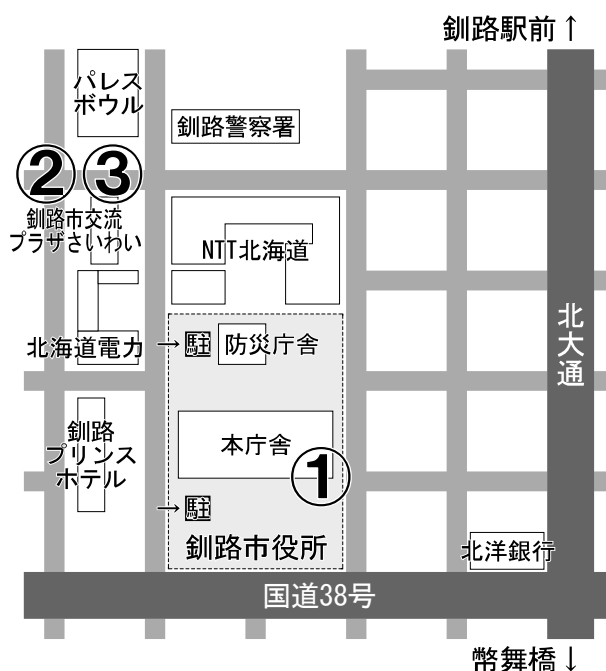 釧路駅前↑
パレス
ボウル
釧路警察署
②
③
釧路市交流
プラザさいわい
NTT北海道
北海道電力
→駐
防災庁舎
北大通
釧路
プリンス
ホテル
本庁舎
①
→駐
釧路市役所
北洋銀行
国道38号
幣舞橋↓